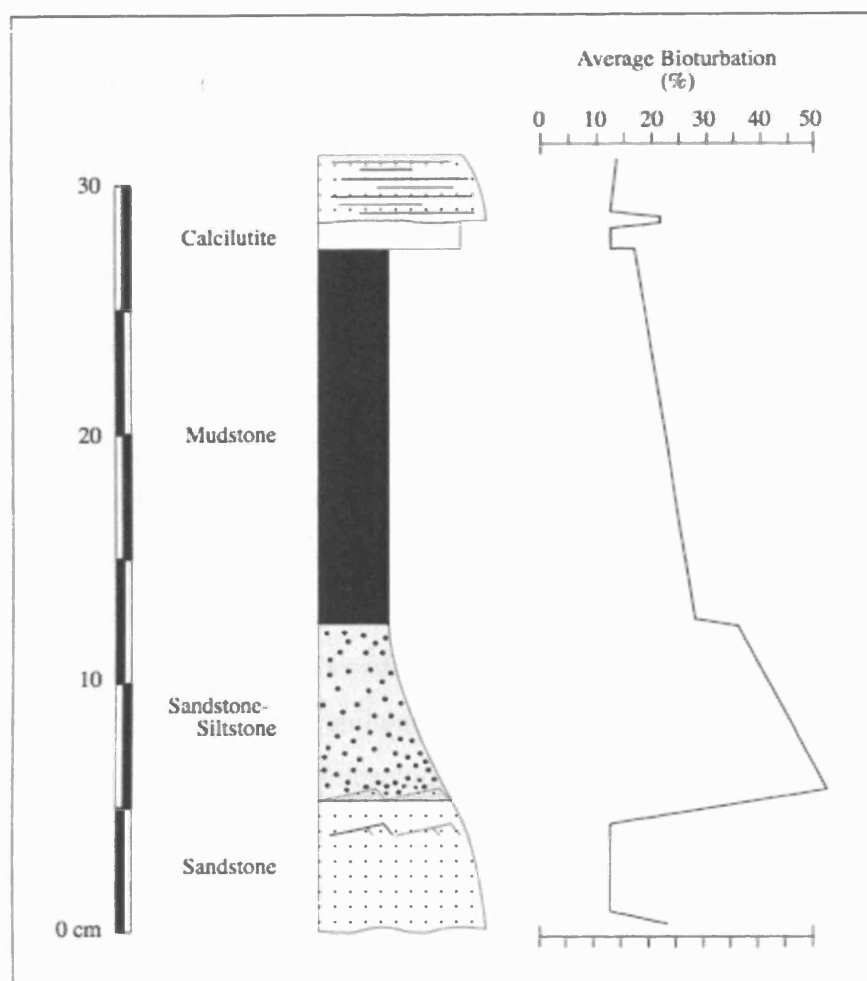 Average Bioturbation
(%)
0 10 20 30 40 50
30
Calcilutite
20
Mudstone
10
Sandstone-
Siltstone
Sandstone
0 cm